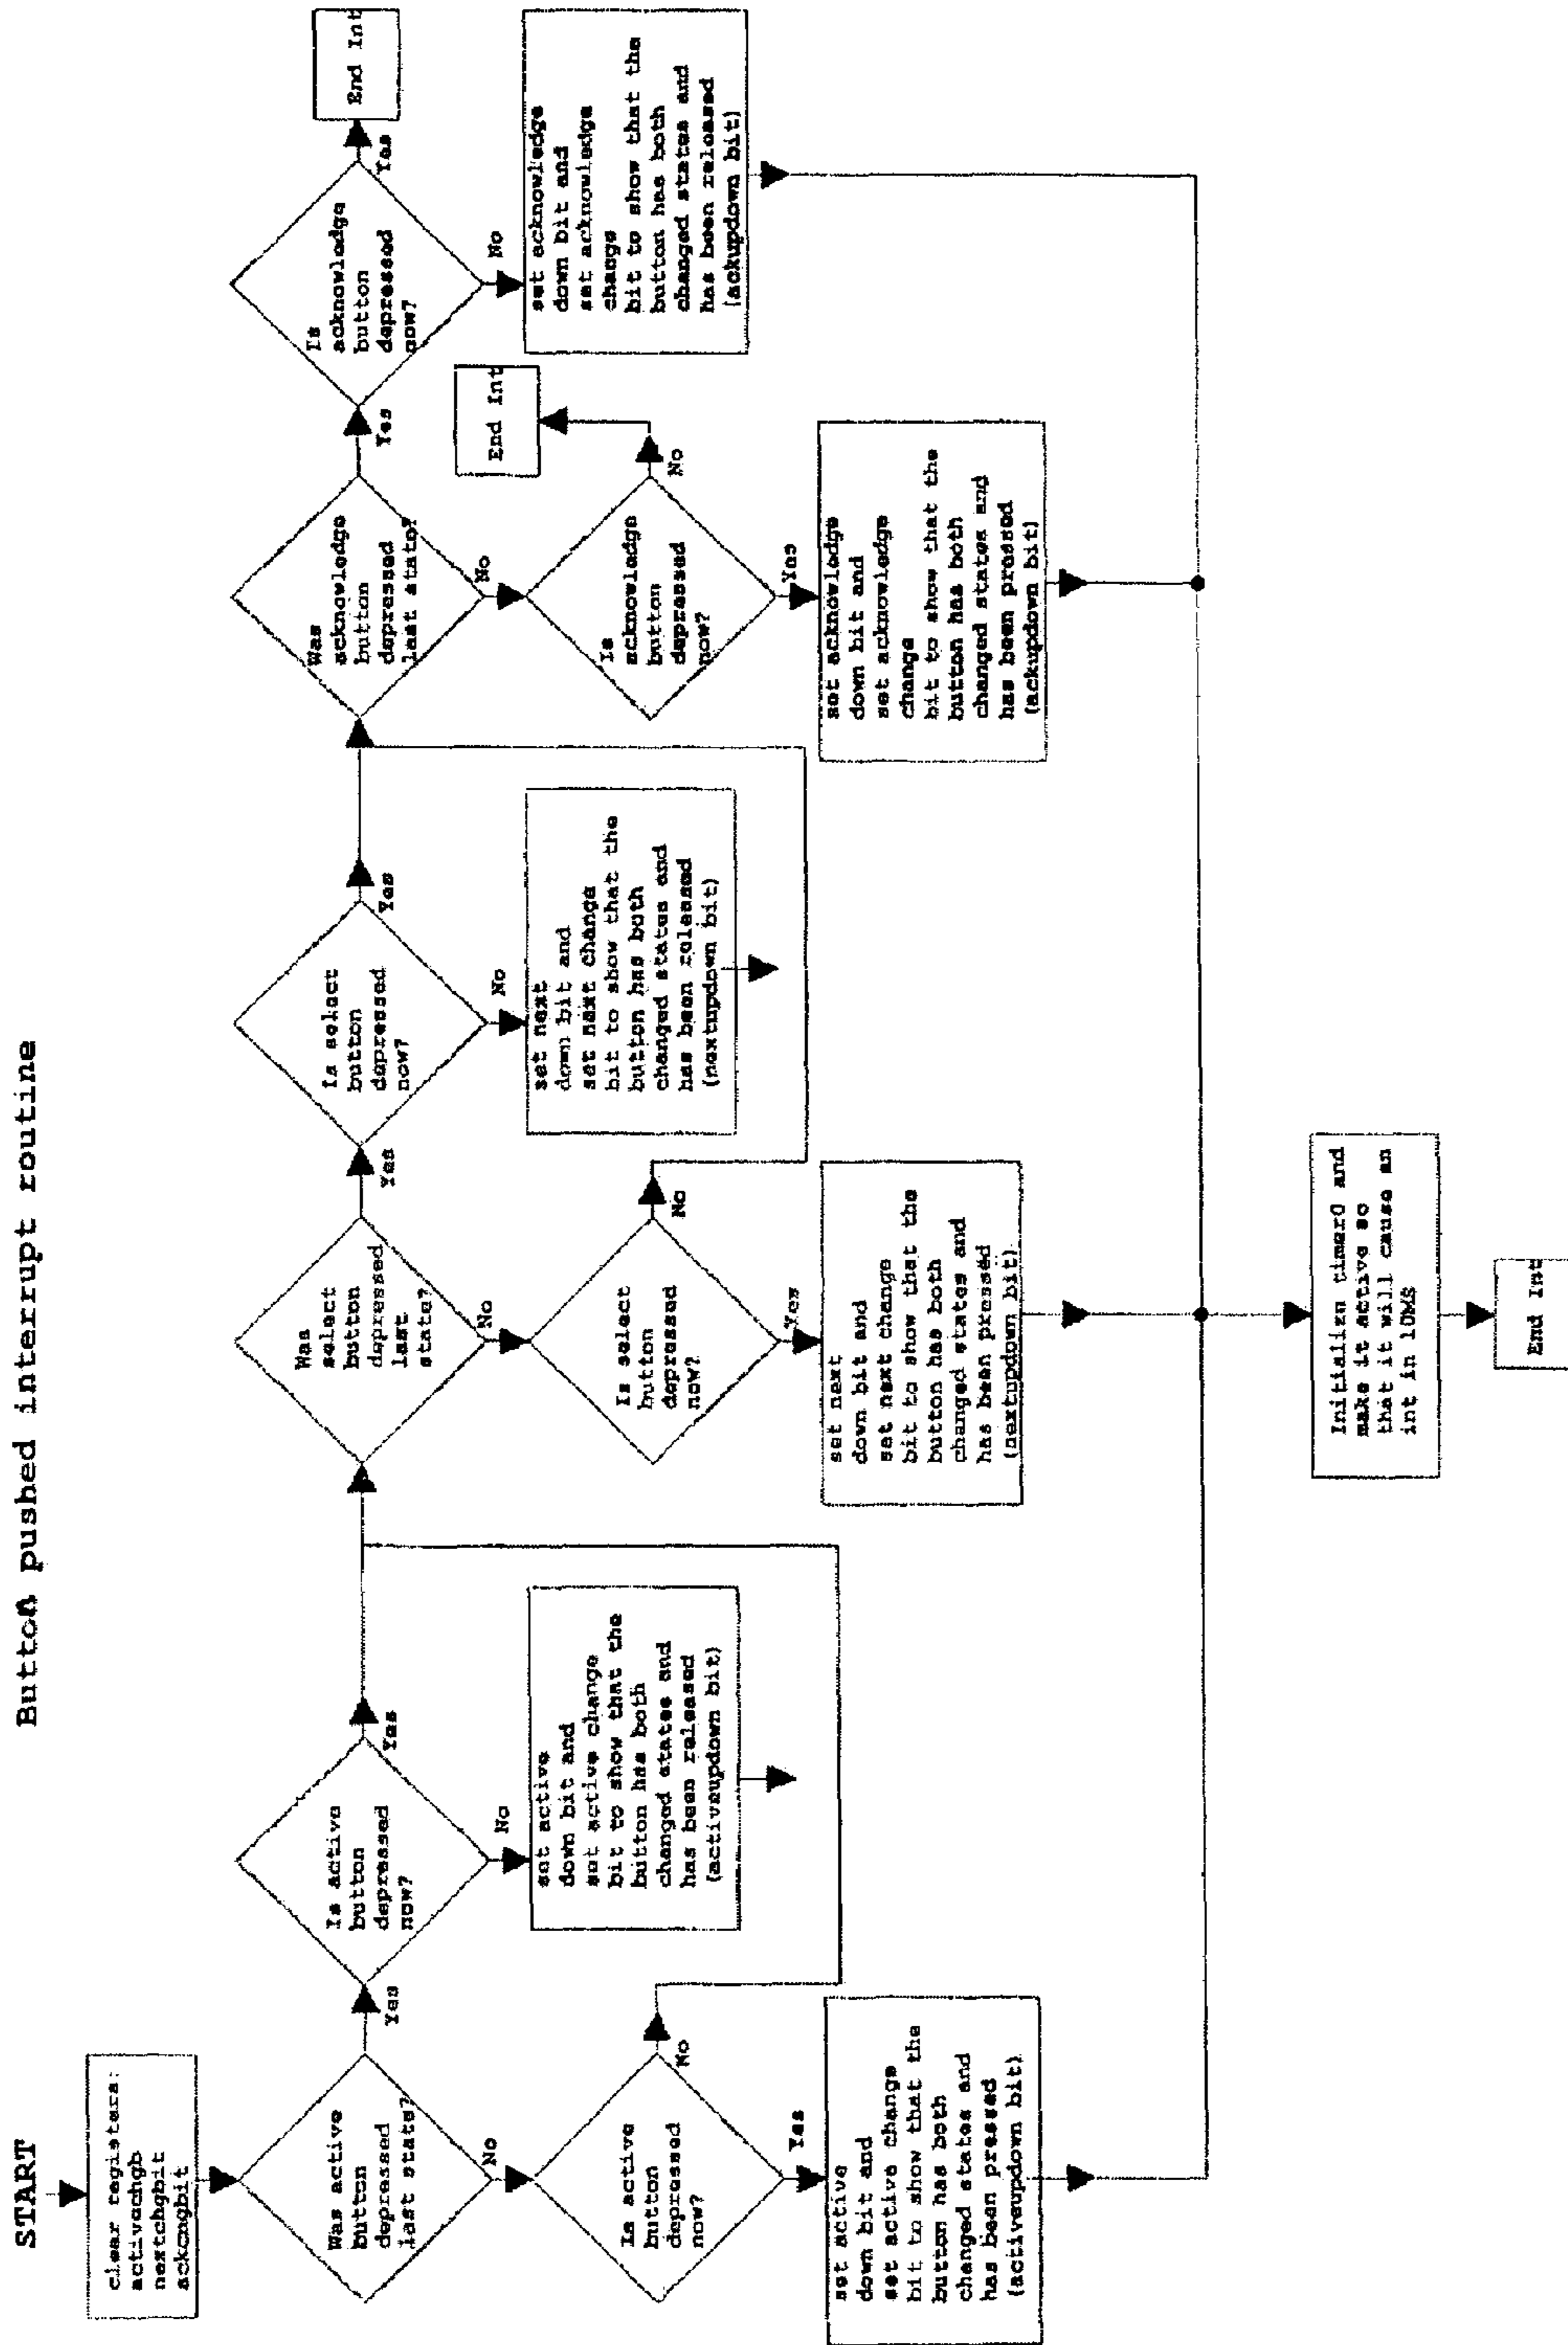 Button pushed interrupt routine
START
clear registers:
activechgb
nextchgbit
ackcngbit
Was active
button
depressed
last state?
Yes
No
Is active
button
depressed
now?
Yes
No
set active
down bit and
set active change
bit to show that the
button has both
changed states and
has been released
(activeupdown bit)
Is active
button
depressed
now?
No
Yes
set active
down bit and
set active change
bit to show that the
button has both
changed states and
has been pressed
(activeupdown bit)
Was
select
button
depressed
last
state?
Yes
No
Is select
button
depressed
now?
Yes
No
set next
down bit and
set next change
bit to show that the
button has both
changed states and
has been released
(nextupdown bit)
Is select
button
depressed
now?
No
Yes
set next
down bit and
set next change
bit to show that the
button has both
changed states and
has been pressed
(nextupdown bit)
Was
acknowledge
button
depressed
last state?
Yes
No
Is
acknowledge
button
depressed
now?
Yes
End Int
No
set acknowledge
down bit and
set acknowledge
change
bit to show that the
button has both
changed states and
has been released
(ackupdown bit)
Is
acknowledge
button
depressed
now?
No
End Int
Yes
set acknowledge
down bit and
set acknowledge
change
bit to show that the
button has both
changed states and
has been pressed
(ackupdown bit)
Initialize timer0 and
make it active so
that it will cause an
int in 10MS
End Int